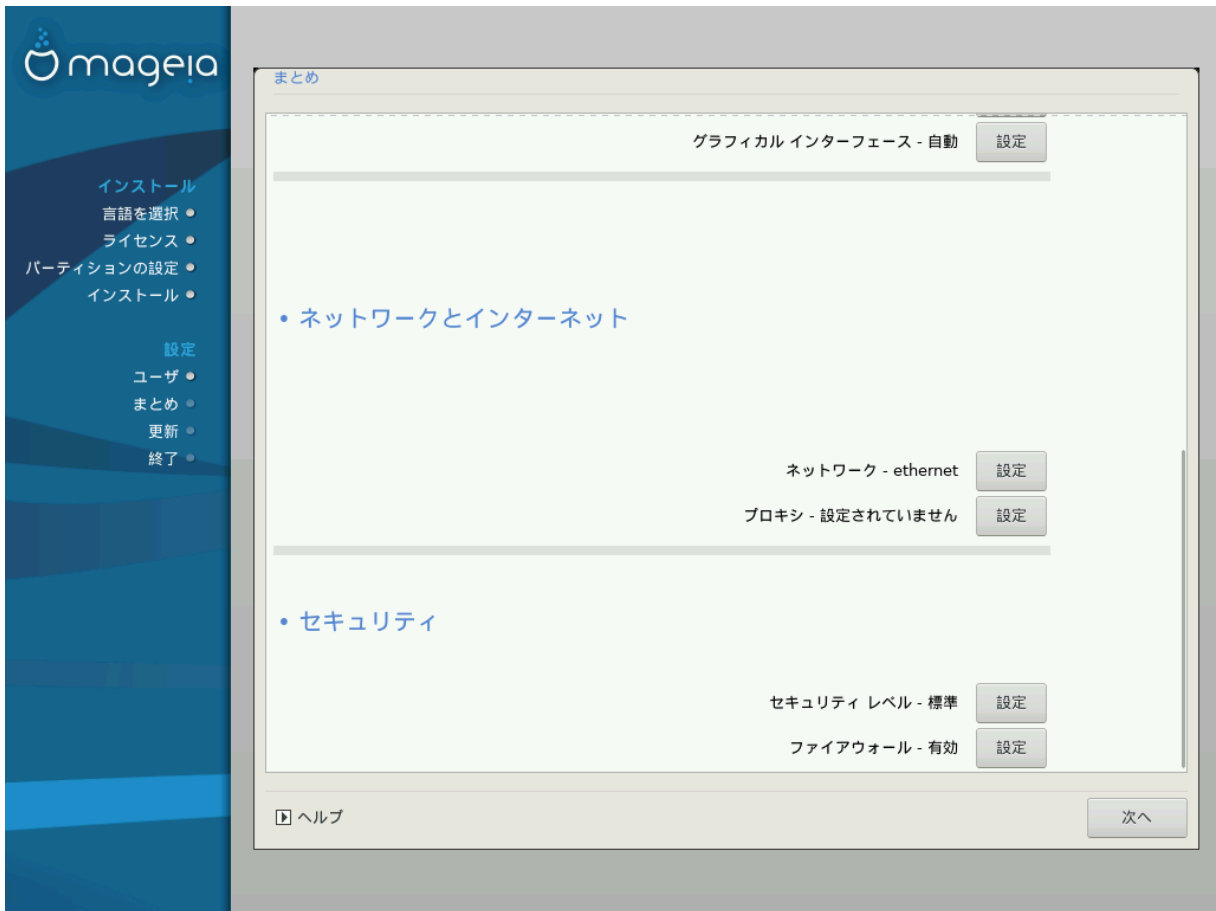 mageia
インストール
言語を選択
ライセンス
パーティションの設定
インストール
設定
ユーザ
まとめ
更新
終了
まとめ
グラフィカル インターフェース - 自動
設定
• ネットワークとインターネット
ネットワーク - ethernet
設定
プロキシ - 設定されていません
設定
• セキュリティ
セキュリティ レベル - 標準
設定
ファイアウォール - 有効
設定
ヘルプ
次へ